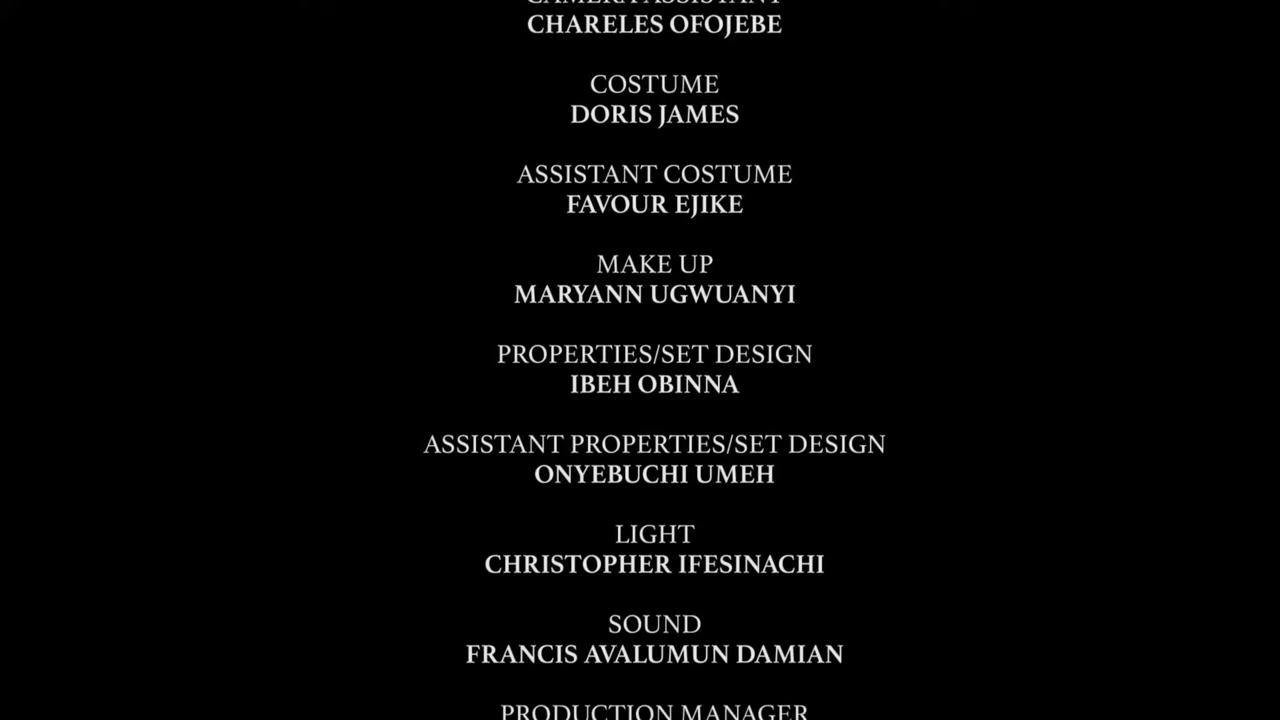 CAMERA ASSISTANT
CHARELES OFOJEBE
COSTUME
DORIS JAMES
ASSISTANT COSTUME
FAVOUR EJIKE
MAKE UP
MARYANN UGWUANYI
PROPERTIES/SET DESIGN
IBEH OBINNA
ASSISTANT PROPERTIES/SET DESIGN
ONYEBUCHI UMEH
LIGHT
CHRISTOPHER IFESINACHI
SOUND
FRANCIS AVALUMUN DAMIAN
PRODUCTION MANAGER